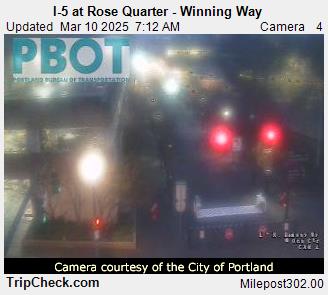 I-5 at Rose Quarter - Winning Way
Updated Mar 10 2025 7:12 AM Camera 4
PBOT
PORTLAND BUREAU OF TRANSPORTATION
Camera courtesy of the City of Portland
TripCheck.com Milepost302.00